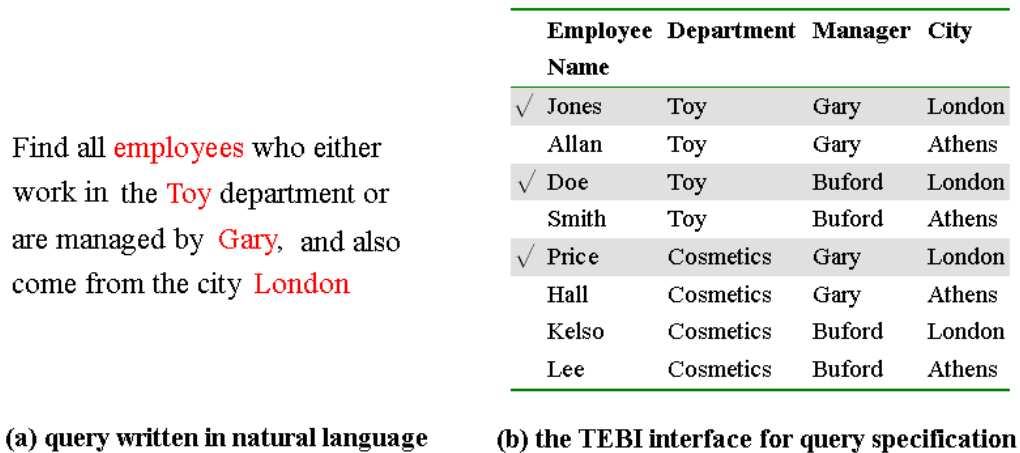 Find all employees who either
work in the Toy department or
are managed by Gary, and also
come from the city London
(a) query written in natural language
Employee Department Manager City
Name
√ Jones Toy Gary London
Allan Toy Gary Athens
√ Doe Toy Buford London
Smith Toy Buford Athens
√ Price Cosmetics Gary London
Hall Cosmetics Gary Athens
Kelso Cosmetics Buford London
Lee Cosmetics Buford Athens
(b) the TEBI interface for query specification